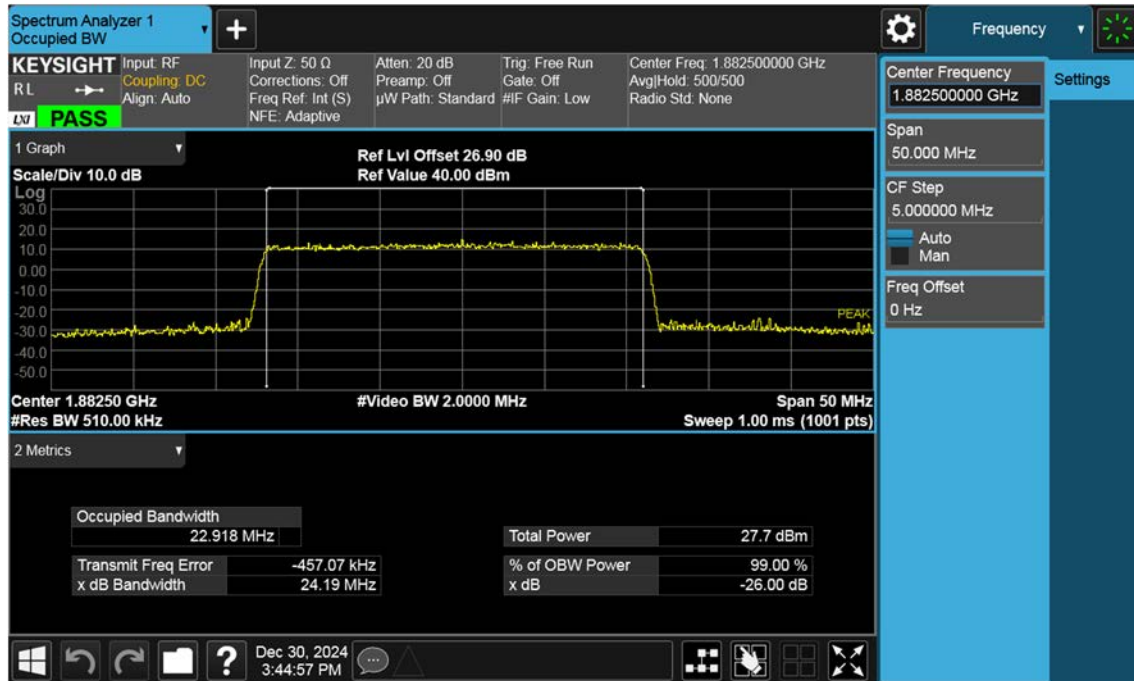 Spectrum Analyzer 1
Occupied BW
+
Frequency
KEYSIGHT
R L
LXI PASS
Input: RF
Coupling: DC
Align: Auto
Input Z: 50 Ω
Corrections: Off
Freq Ref: Int (S)
NFE: Adaptive
Atten: 20 dB
Preamp: Off
µW Path: Standard
Trig: Free Run
Gate: Off
#IF Gain: Low
Center Freq: 1.882500000 GHz
Avg|Hold: 500/500
Radio Std: None
Center Frequency
1.882500000 GHz
Settings
Span
50.000 MHz
CF Step
5.000000 MHz
Auto
Man
Freq Offset
0 Hz
1 Graph
Scale/Div 10.0 dB
Ref Lvl Offset 26.90 dB
Ref Value 40.00 dBm
Log
30.0
20.0
10.0
0.00
-10.0
-20.0
-30.0
-40.0
-50.0
PEAK
Center 1.88250 GHz
#Video BW 2.0000 MHz
Span 50 MHz
#Res BW 510.00 kHz
Sweep 1.00 ms (1001 pts)
2 Metrics
Occupied Bandwidth
22.918 MHz
Total Power 27.7 dBm
Transmit Freq Error -457.07 kHz
% of OBW Power 99.00 %
x dB Bandwidth 24.19 MHz
x dB -26.00 dB
?
Dec 30, 2024
3:44:57 PM